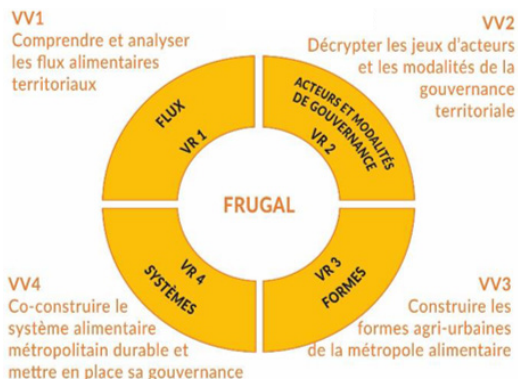 VV1
Comprendre et analyser
les flux alimentaires
territoriaux
VV2
Décrypter les jeux d'acteurs
et les modalités de la
gouvernance
territoriale
FLUX
VR 1
ACTEURS ET MODALITÉS
DE GOUVERNANCE
VR 2
FRUGAL
VR 4
SYSTÈMES
VR 3
FORMES
VV4
Co-construire le
système alimentaire
métropolitain durable et
mettre en place sa gouvernance
VV3
Construire les
formes agri-urbaines
de la métropole alimentaire